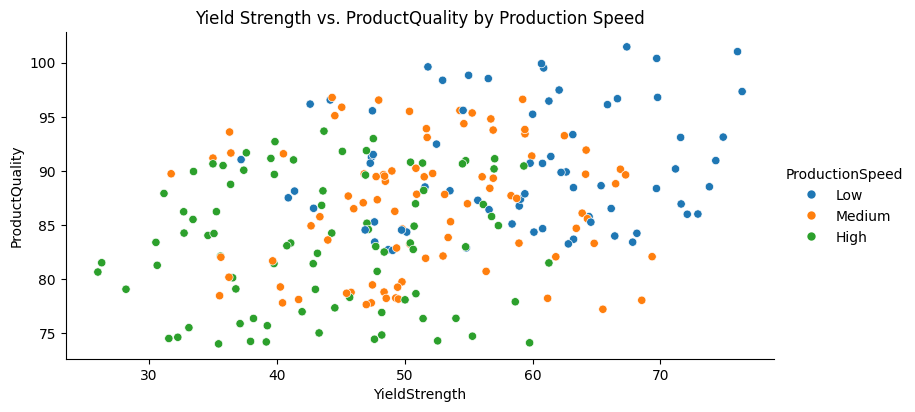 Yield Strength vs. ProductQuality by Production Speed
100
95
90
85
80
75
ProductQuality
30
40
50
60
70
YieldStrength
ProductionSpeed
Low
Medium
High